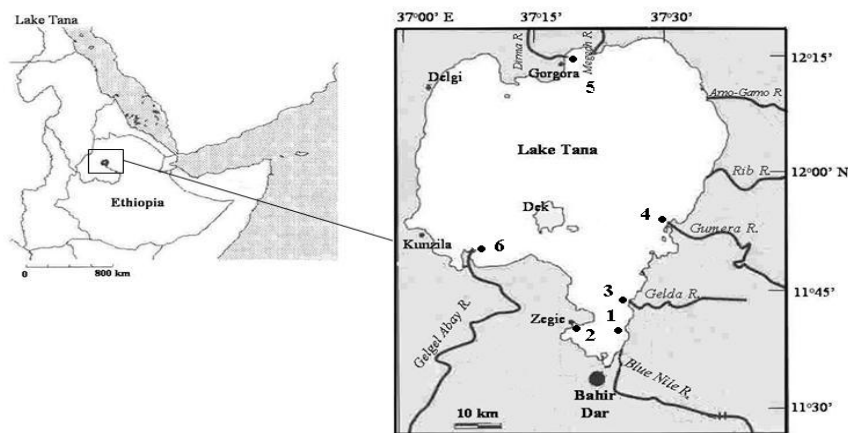 Lake Tana
Ethiopia
0 800 km
37°00’ E 37°15’ 37°30’
12°15’
12°00’ N
11°45’
11°30’
Dirma R.
Megech R.
Gorgora
5
Delgi
Arno-Garno R.
Lake Tana
Rib R.
Dek
4
Gumera R.
Kunzila
6
3
Gelda R.
1
Zegie
2
Gelgel Abay R.
Blue Nile R.
Bahir
Dar
10 km